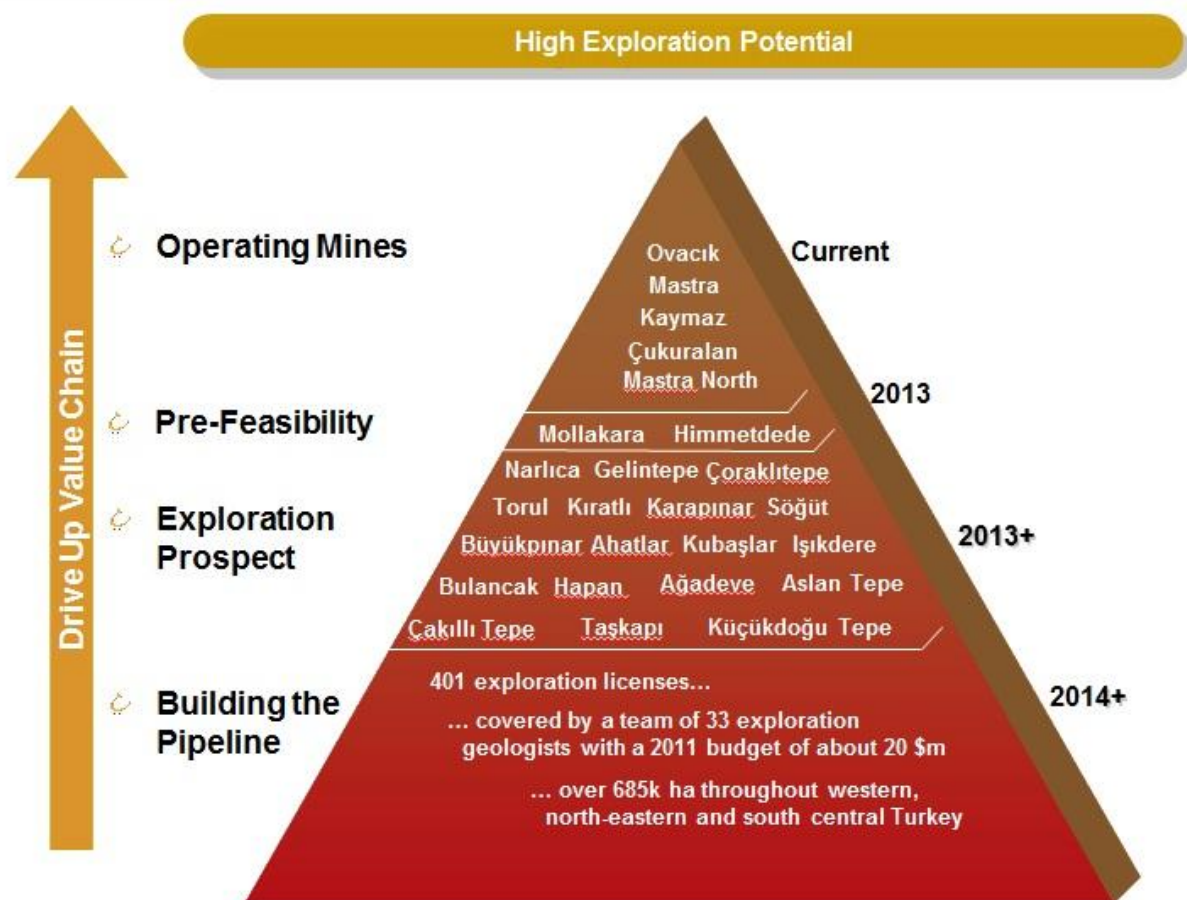 High Exploration Potential
Drive Up Value Chain
Operating Mines
Ovacık
Mastra
Kaymaz
Çukuralan
Mastra North
Current
Pre-Feasibility
Mollakara Himmetdede
2013
Exploration
Prospect
Narlıca Gelintepe Çoraklıtepe
Torul Kıratlı Karapınar Söğüt
Büyükpınar Ahatlar Kubaşlar Işıkdere
Bulancak Hapan Ağadeve Aslan Tepe
Çakıllı Tepe Taşkapı Küçükdoğu Tepe
2013+
Building the
Pipeline
401 exploration licenses…
… covered by a team of 33 exploration
geologists with a 2011 budget of about 20 $m
… over 685k ha throughout western,
north-eastern and south central Turkey
2014+